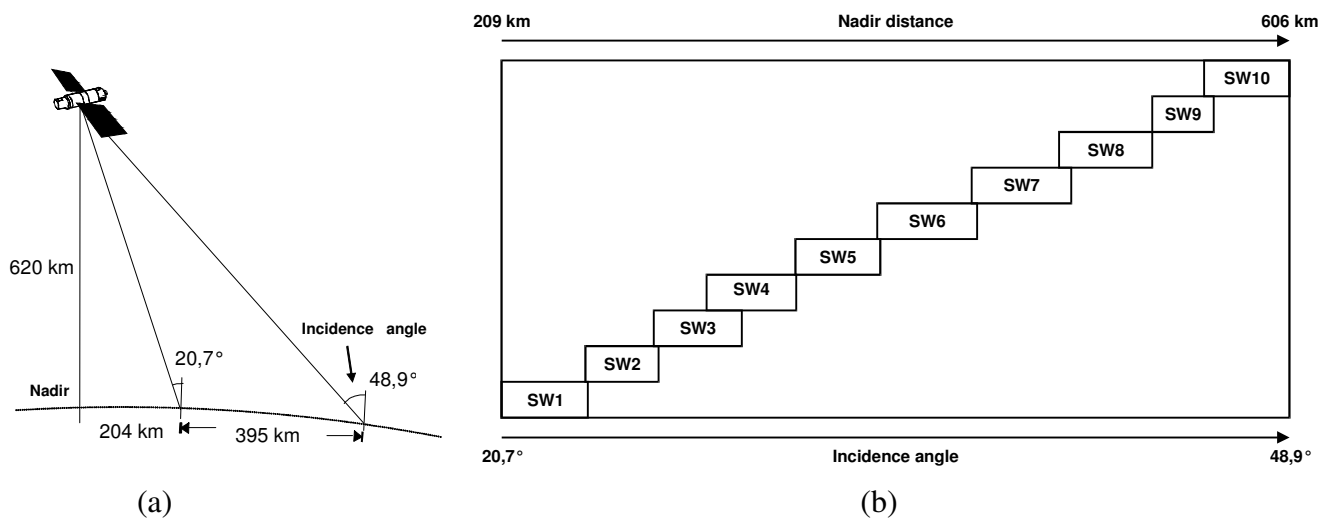 620 km
Nadir
20,7°
Incidence angle
48,9°
204 km
395 km
(a)
209 km Nadir distance 606 km
SW10
SW9
SW8
SW7
SW6
SW5
SW4
SW3
SW2
SW1
20,7° Incidence angle 48,9°
(b)